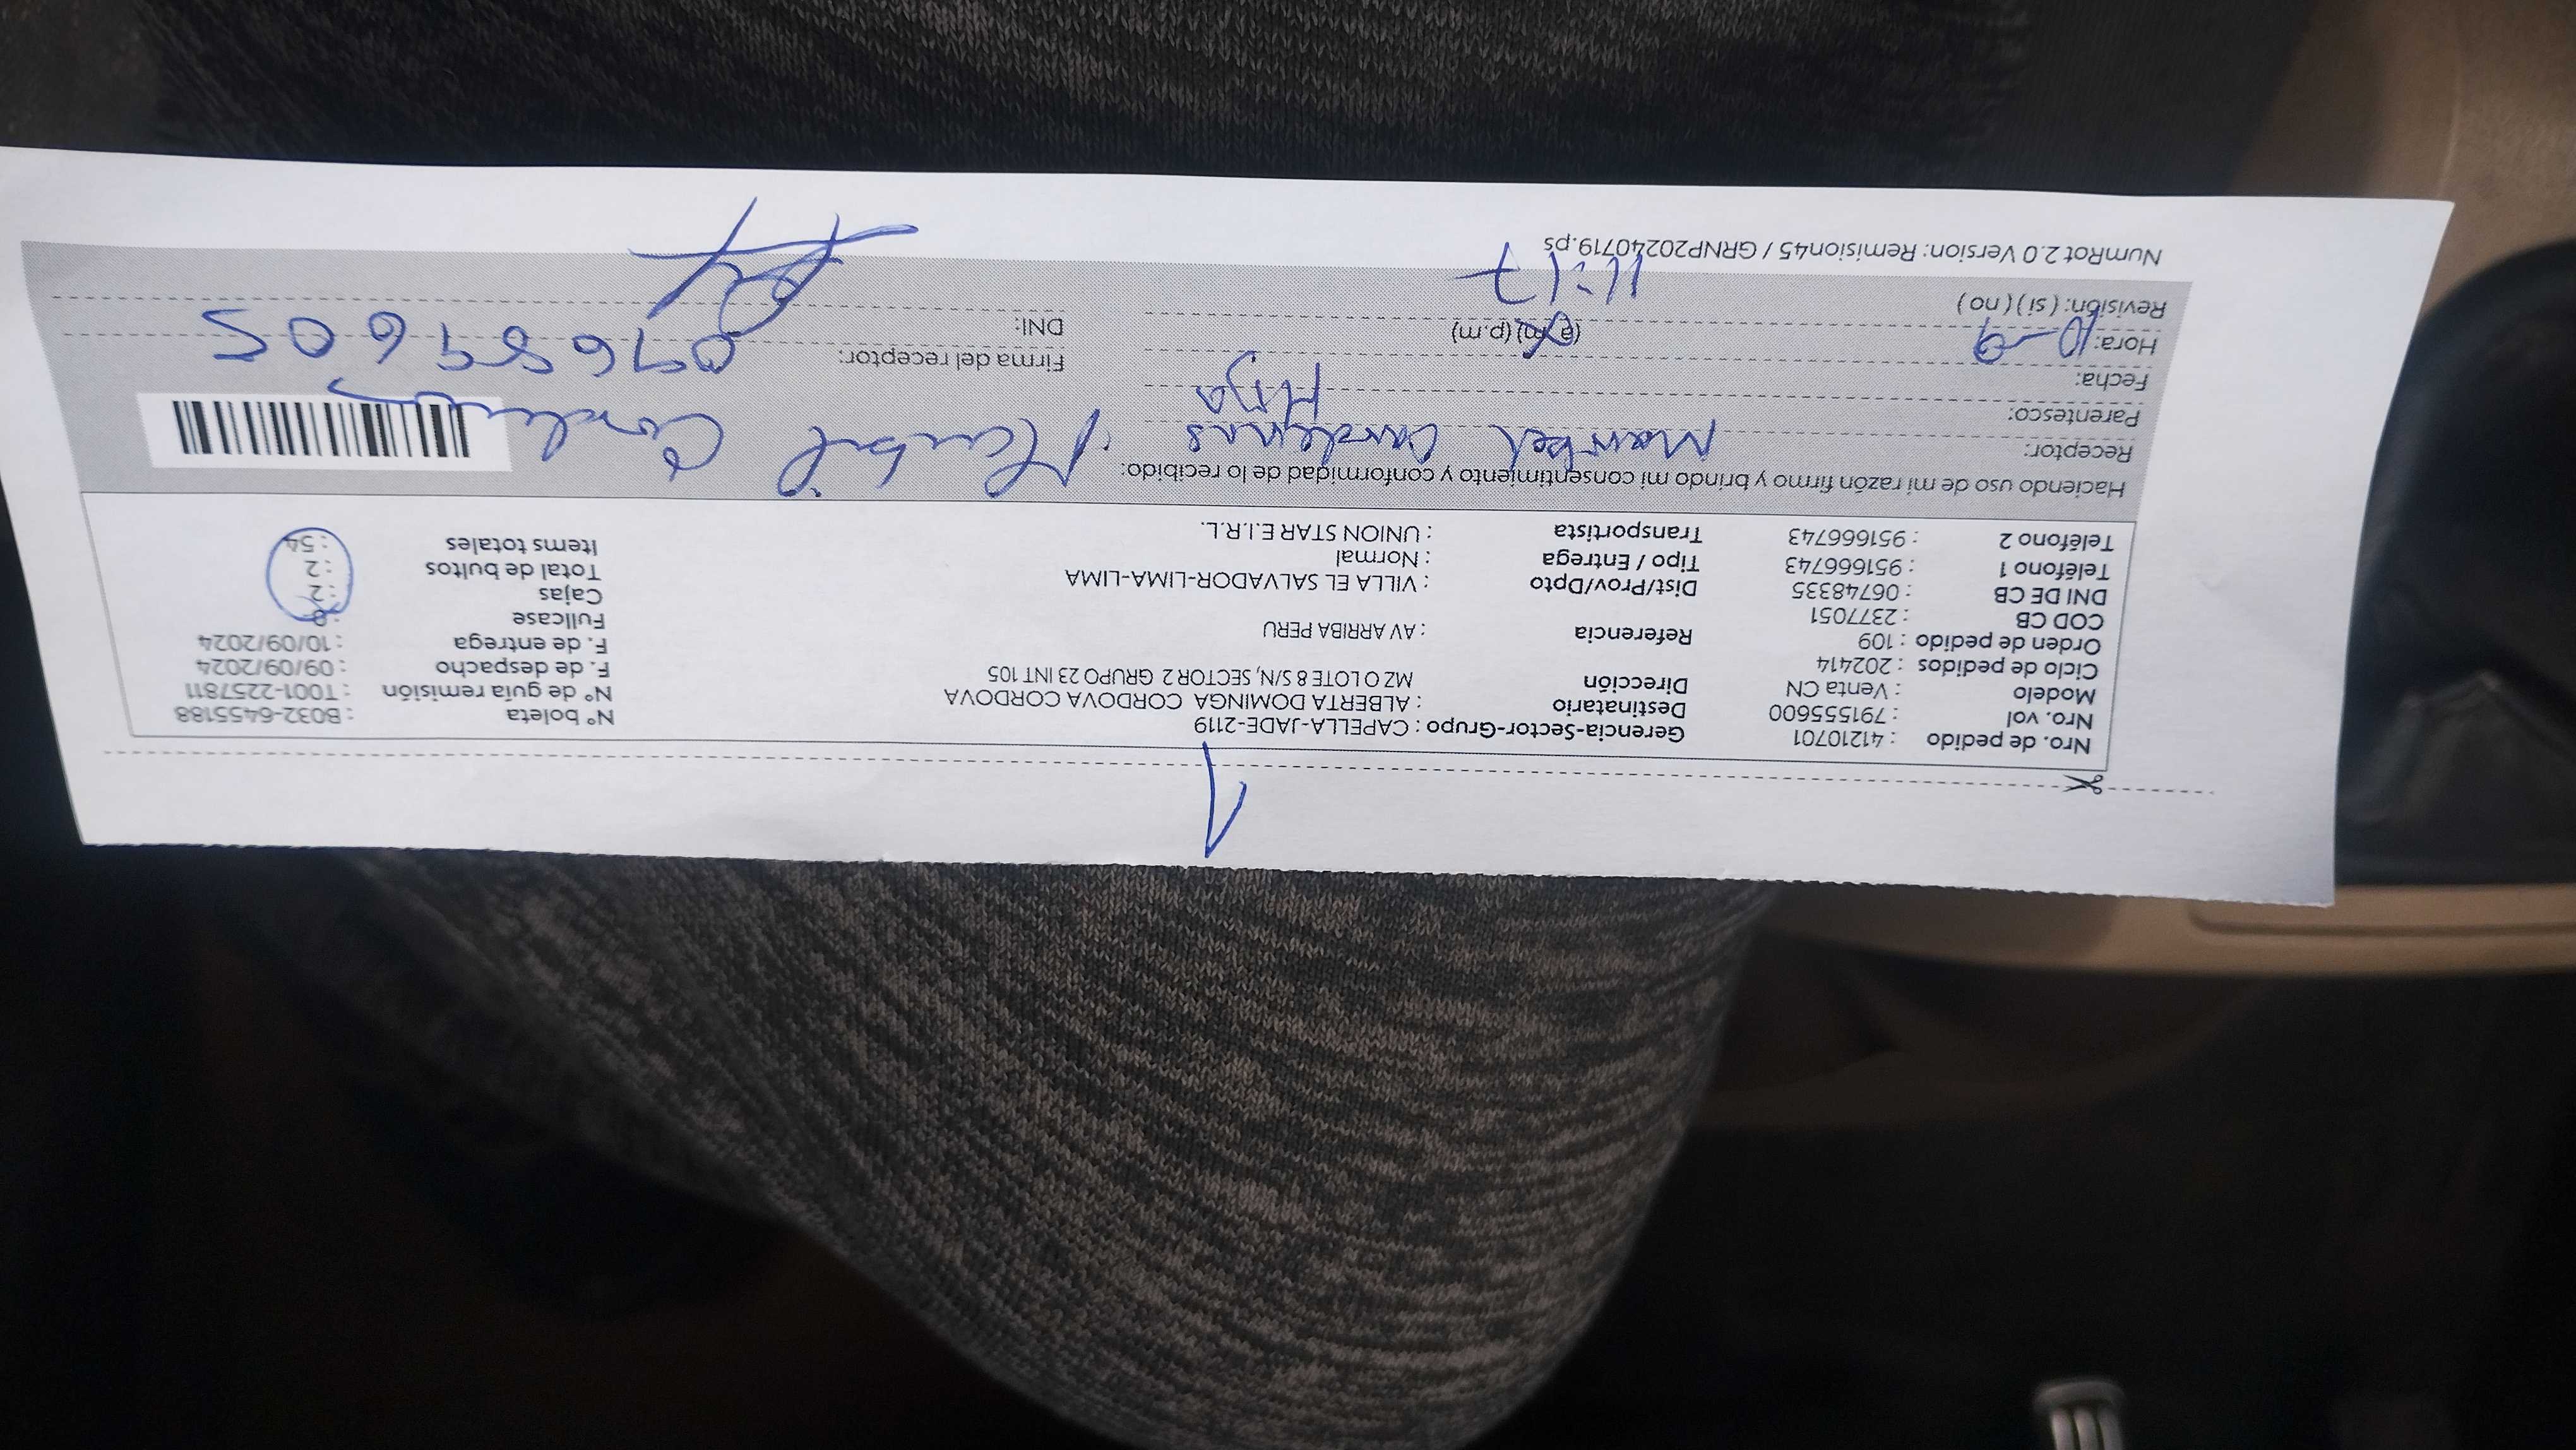 Nro. de pedido : 41210701 Gerencia-Sector-Grupo : CAPELLA-JADE-2119 N° boleta : B032-6455188
Nro. vol : 791555600 Destinatario : ALBERTA DOMINGA CORDOVA CORDOVA N° de guía remisión : T001-2257811
Modelo : Venta CN Dirección MZ O LOTE 8 S/N, SECTOR 2 GRUPO 23 INT 105 F. de despacho : 09/09/2024
Ciclo de pedidos : 202414 F. de entrega : 10/09/2024
Orden de pedido : 109 Referencia : AV ARRIBA PERU Fullcase : 0
COD CB : 2377051 Cajas : 2
DNI DE CB : 06748335 Dist/Prov/Dpto : VILLA EL SALVADOR-LIMA-LIMA Total de bultos : 2
Teléfono 1 : 951666743 Tipo / Entrega : Normal Items totales : 54
Teléfono 2 : 951666743 Transportista : UNION STAR E.I.R.L.
Haciendo uso de mi razón firmo y brindo mi consentimiento y conformidad de lo recibido:
Receptor: Maribel Cardenas
Parentesco: Hija
Fecha: 10-9
Hora: 11:17 (a.m) (p.m)
Revisión: ( si ) ( no )
Firma del receptor:
DNI:
NumRot 2.0 Version: Remision45 / GRNP20240719.ps